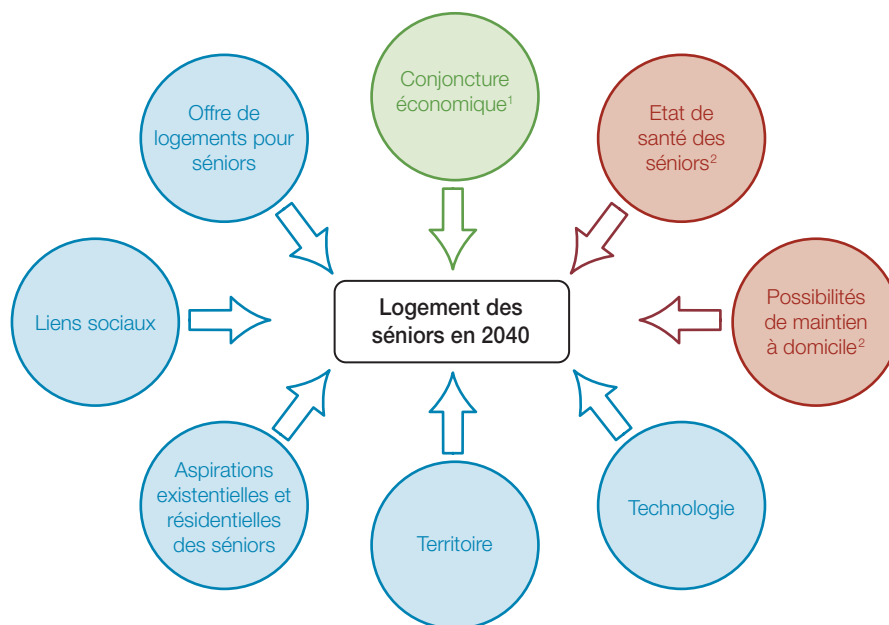 Conjoncture
économique¹
Offre de
logements pour
séniors
Etat de
santé des
séniors²
Liens sociaux
Logement des
séniors en 2040
Possibilités
de maintien
à domicile²
Aspirations
existentielles et
résidentielles
des séniors
Territoire
Technologie